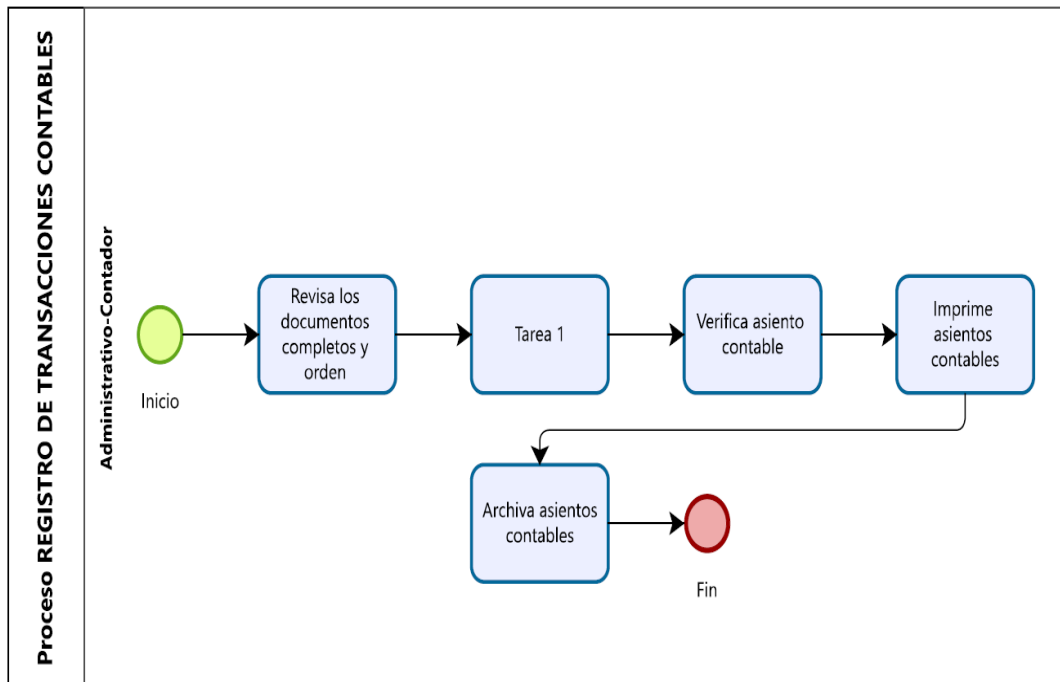 Proceso REGISTRO DE TRANSACCIONES CONTABLES
Administrativo-Contador
Inicio
Revisa los
documentos
completos y
orden
Tarea 1
Verifica asiento
contable
Imprime
asientos
contables
Archiva asientos
contables
Fin